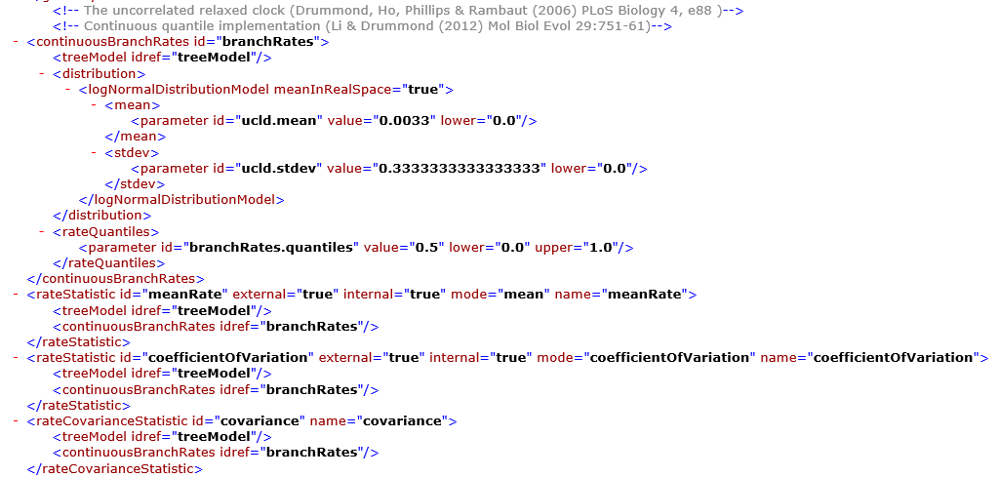 <!-- The uncorrelated relaxed clock (Drummond, Ho, Phillips & Rambaut (2006) PLoS Biology 4, e88 )-->
<!-- Continuous quantile implementation (Li & Drummond (2012) Mol Biol Evol 29:751-61)-->
- <continuousBranchRates id="branchRates">
<treeModel idref="treeModel"/>
- <distribution>
- <logNormalDistributionModel meanInRealSpace="true">
- <mean>
<parameter id="ucld.mean" value="0.0033" lower="0.0"/>
</mean>
- <stdev>
<parameter id="ucld.stdev" value="0.3333333333333333" lower="0.0"/>
</stdev>
</logNormalDistributionModel>
</distribution>
- <rateQuantiles>
<parameter id="branchRates.quantiles" value="0.5" lower="0.0" upper="1.0"/>
</rateQuantiles>
</continuousBranchRates>
- <rateStatistic id="meanRate" external="true" internal="true" mode="mean" name="meanRate">
<treeModel idref="treeModel"/>
<continuousBranchRates idref="branchRates"/>
</rateStatistic>
- <rateStatistic id="coefficientOfVariation" external="true" internal="true" mode="coefficientOfVariation" name="coefficientOfVariation">
<treeModel idref="treeModel"/>
<continuousBranchRates idref="branchRates"/>
</rateStatistic>
- <rateCovarianceStatistic id="covariance" name="covariance">
<treeModel idref="treeModel"/>
<continuousBranchRates idref="branchRates"/>
</rateCovarianceStatistic>